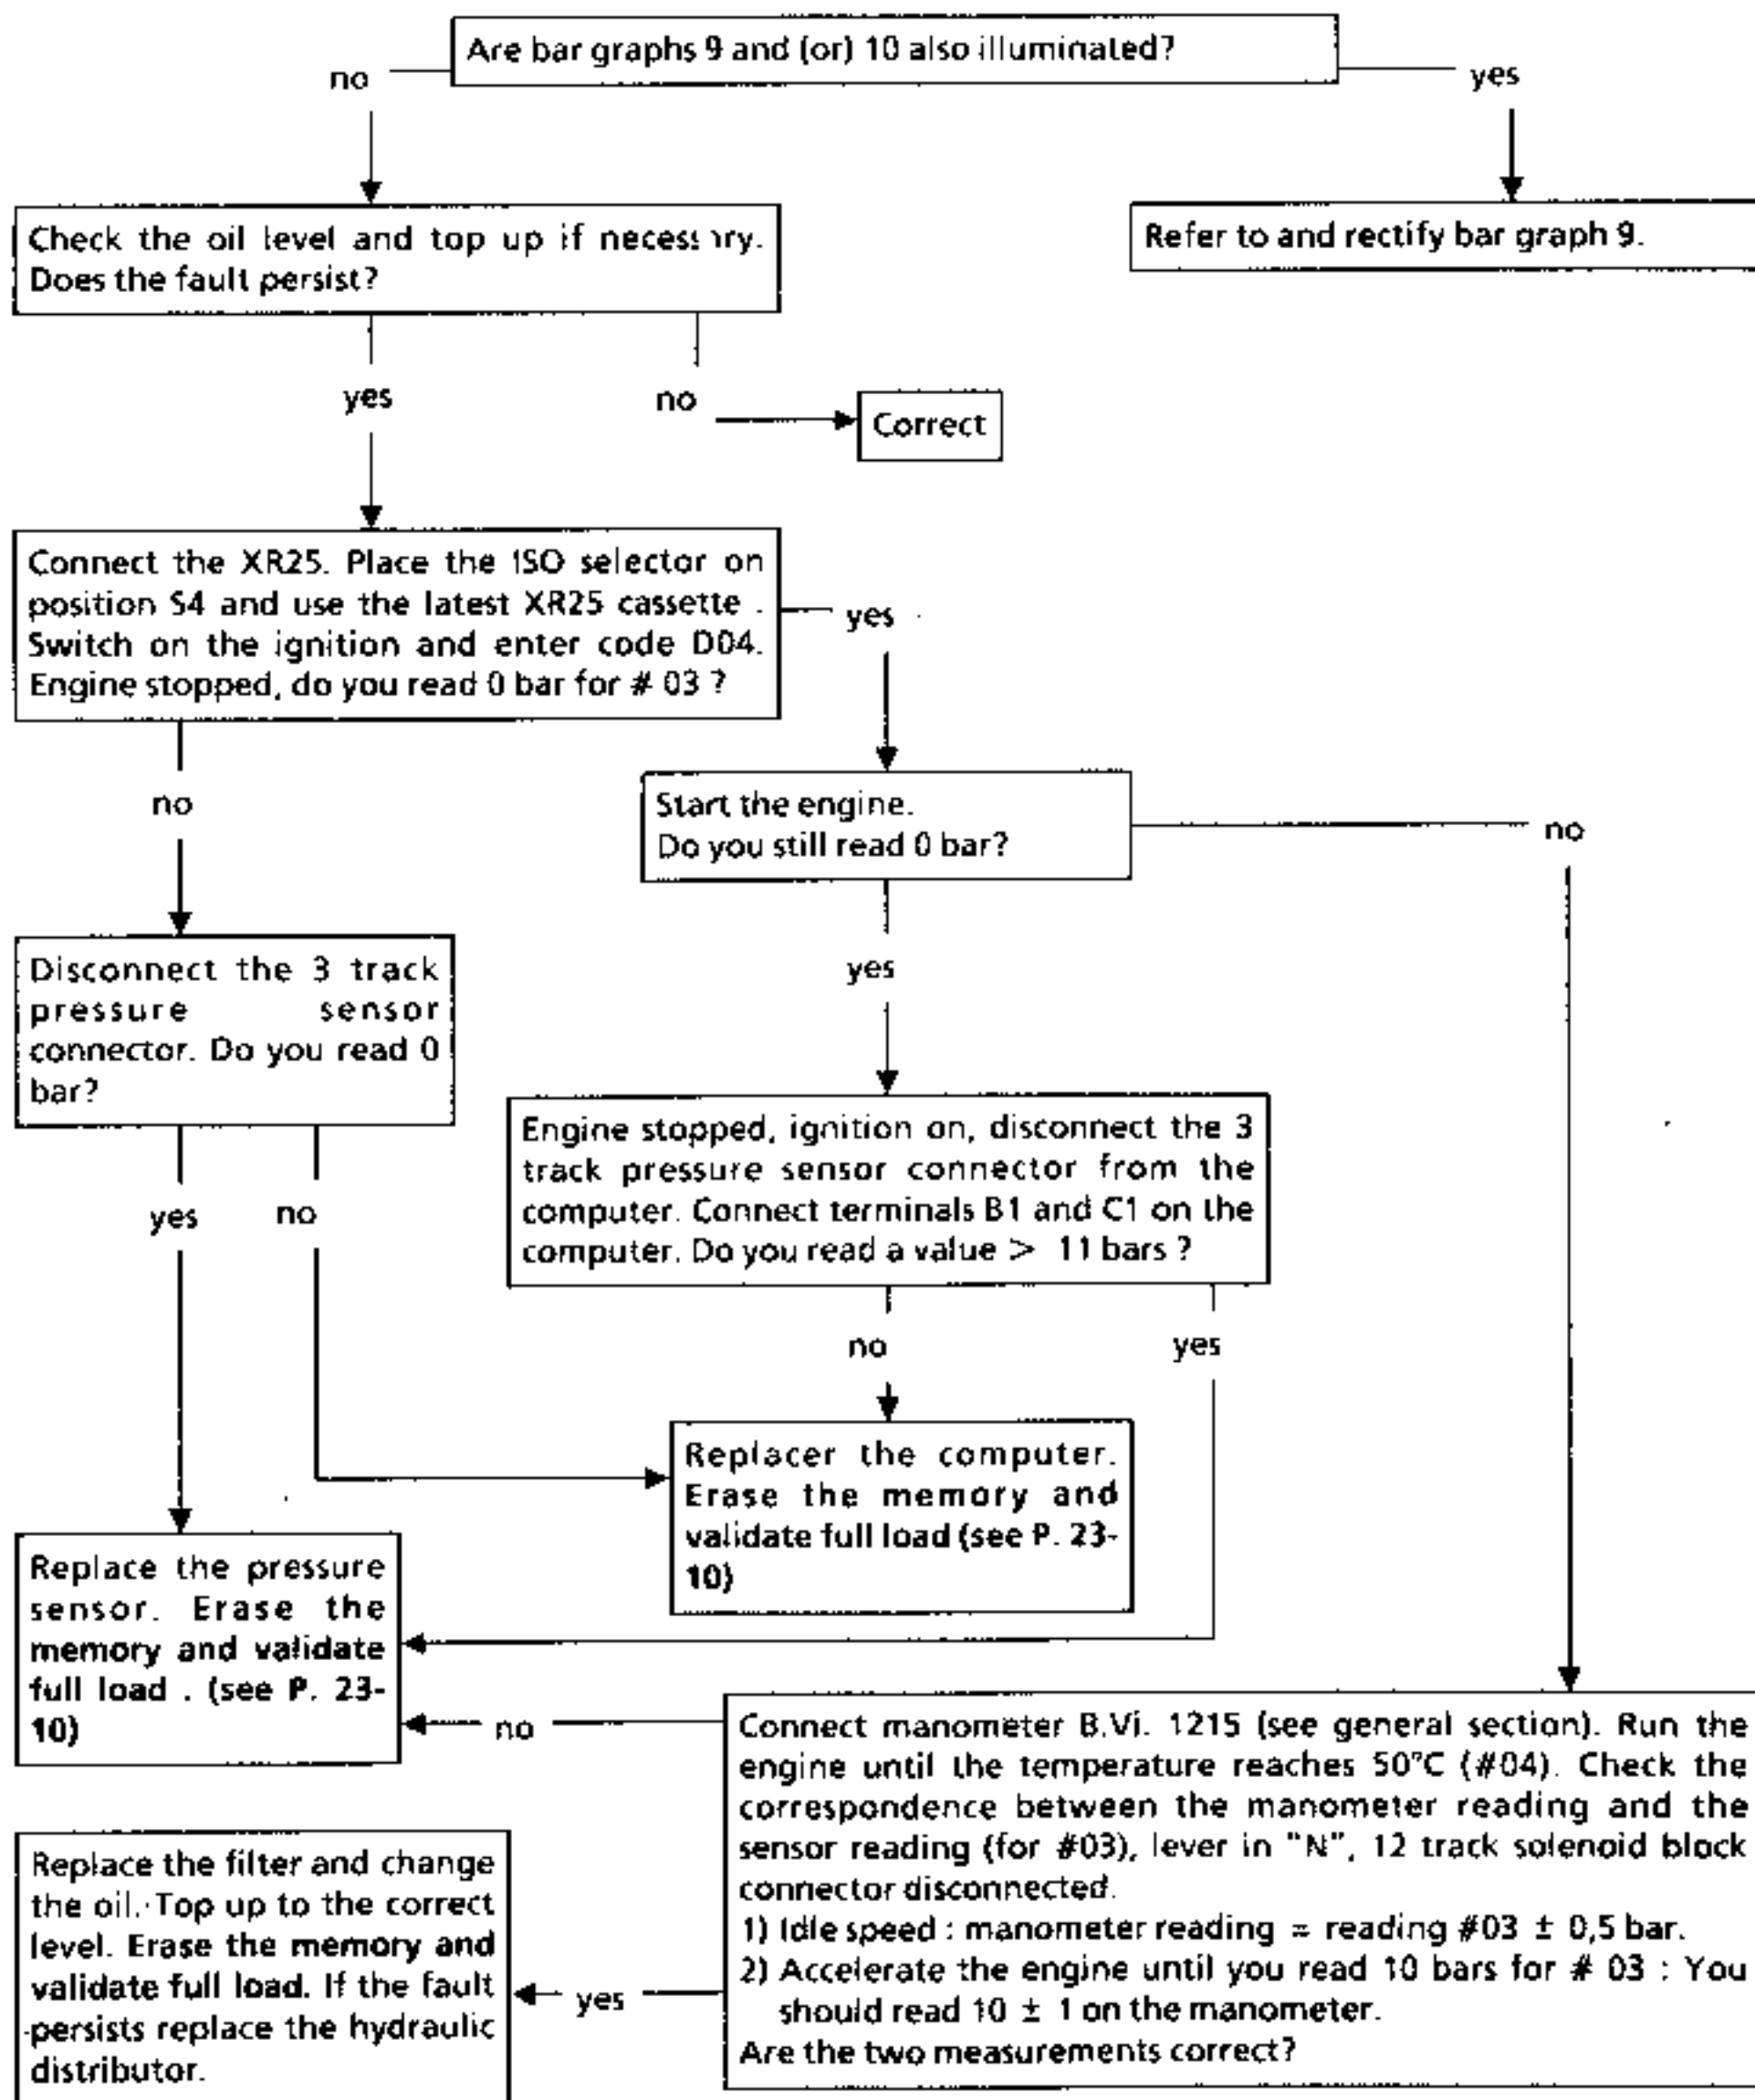 Are bar graphs 9 and (or) 10 also illuminated?
no
yes
Check the oil level and top up if necessary.
Does the fault persist?
Refer to and rectify bar graph 9.
yes
no
Correct
Connect the XR25. Place the ISO selector on
position S4 and use the latest XR25 cassette .
Switch on the ignition and enter code D04.
Engine stopped, do you read 0 bar for # 03 ?
yes
no
Start the engine.
Do you still read 0 bar?
no
Disconnect the 3 track
pressure sensor
connector. Do you read 0
bar?
yes
Engine stopped, ignition on, disconnect the 3
track pressure sensor connector from the
computer. Connect terminals B1 and C1 on the
computer. Do you read a value > 11 bars ?
yes
no
no
yes
Replacer the computer.
Erase the memory and
validate full load (see P. 23-
10)
Replace the pressure
sensor. Erase the
memory and validate
full load . (see P. 23-
10)
no
Connect manometer B.Vi. 1215 (see general section). Run the
engine until the temperature reaches 50°C (#04). Check the
correspondence between the manometer reading and the
sensor reading (for #03), lever in "N", 12 track solenoid block
connector disconnected.
1) Idle speed : manometer reading = reading #03 ± 0,5 bar.
2) Accelerate the engine until you read 10 bars for # 03 : You
should read 10 ± 1 on the manometer.
Are the two measurements correct?
yes
Replace the filter and change
the oil. Top up to the correct
level. Erase the memory and
validate full load. If the fault
persists replace the hydraulic
distributor.